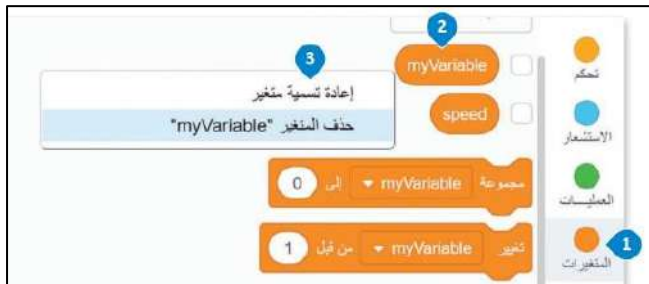 2
myVariable
تحكم
3
إعادة تسمية متغير
حذف المتغير "myVariable"
speed
الاستشعار
مجموعة myVariable إلى 0
العمليـــات
تغيير myVariable من قبل 1
1
المتغيرات